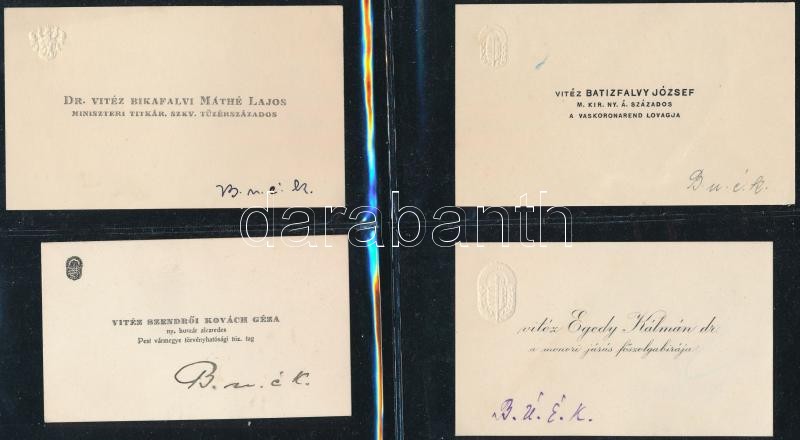 DR. VITÉZ BIKAFALVI MÁTHÉ LAJOS
MINISZTERI TITKÁR, SZKV. TÜZÉRSZÁZADOS
B. n. é. k.
VITÉZ BATIZFALVY JÓZSEF
M. KIR. NY. Á. SZÁZADOS
A VASKORONAREND LOVAGJA
B. u. é. k.
darabanth
VITÉZ SZENDRŐI KOVÁCH GÉZA
ny. huszár alezredes
Pest vármegye törvényhatósági biz. tag
B. u. é k.
vitéz Egedy Kálmán dr.
a monori járás főszolgabirája
B. Ú. É. K.